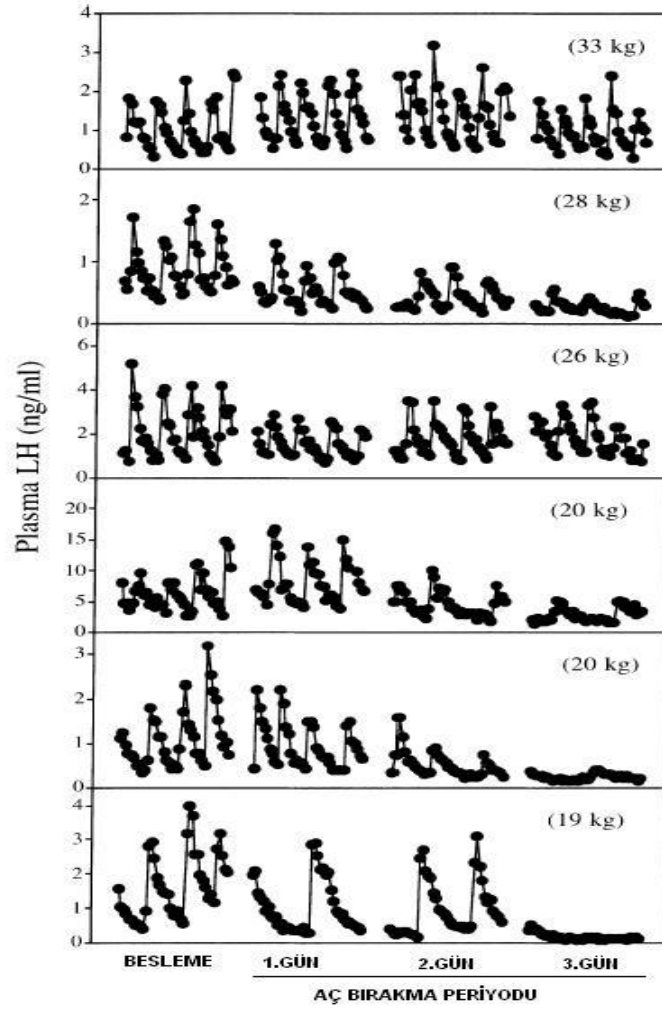 4
3
(33 kg)
2
1
0
2
(28 kg)
1
0
6
(26 kg)
4
2
0
20
(20 kg)
15
10
5
0
3
(20 kg)
2
1
0
4
(19 kg)
3
2
1
0
Plasma LH (ng/ml)
BESLEME 1.GÜN 2.GÜN 3.GÜN
AÇ BIRAKMA PERİYODU